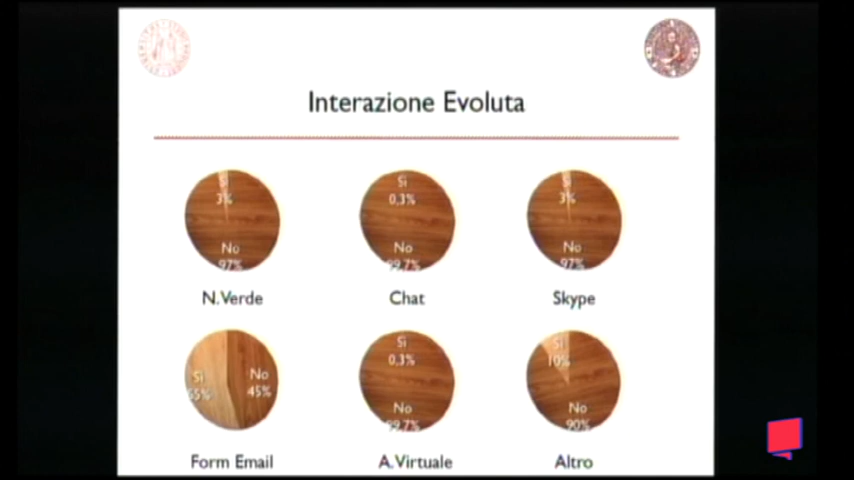 Interazione Evoluta
Si
3%
No
97%
N.Verde
Si
0,3%
No
99,7%
Chat
Si
3%
No
97%
Skype
Si
55%
No
45%
Form Email
Si
0,3%
No
99,7%
A.Virtuale
Si
10%
No
90%
Altro